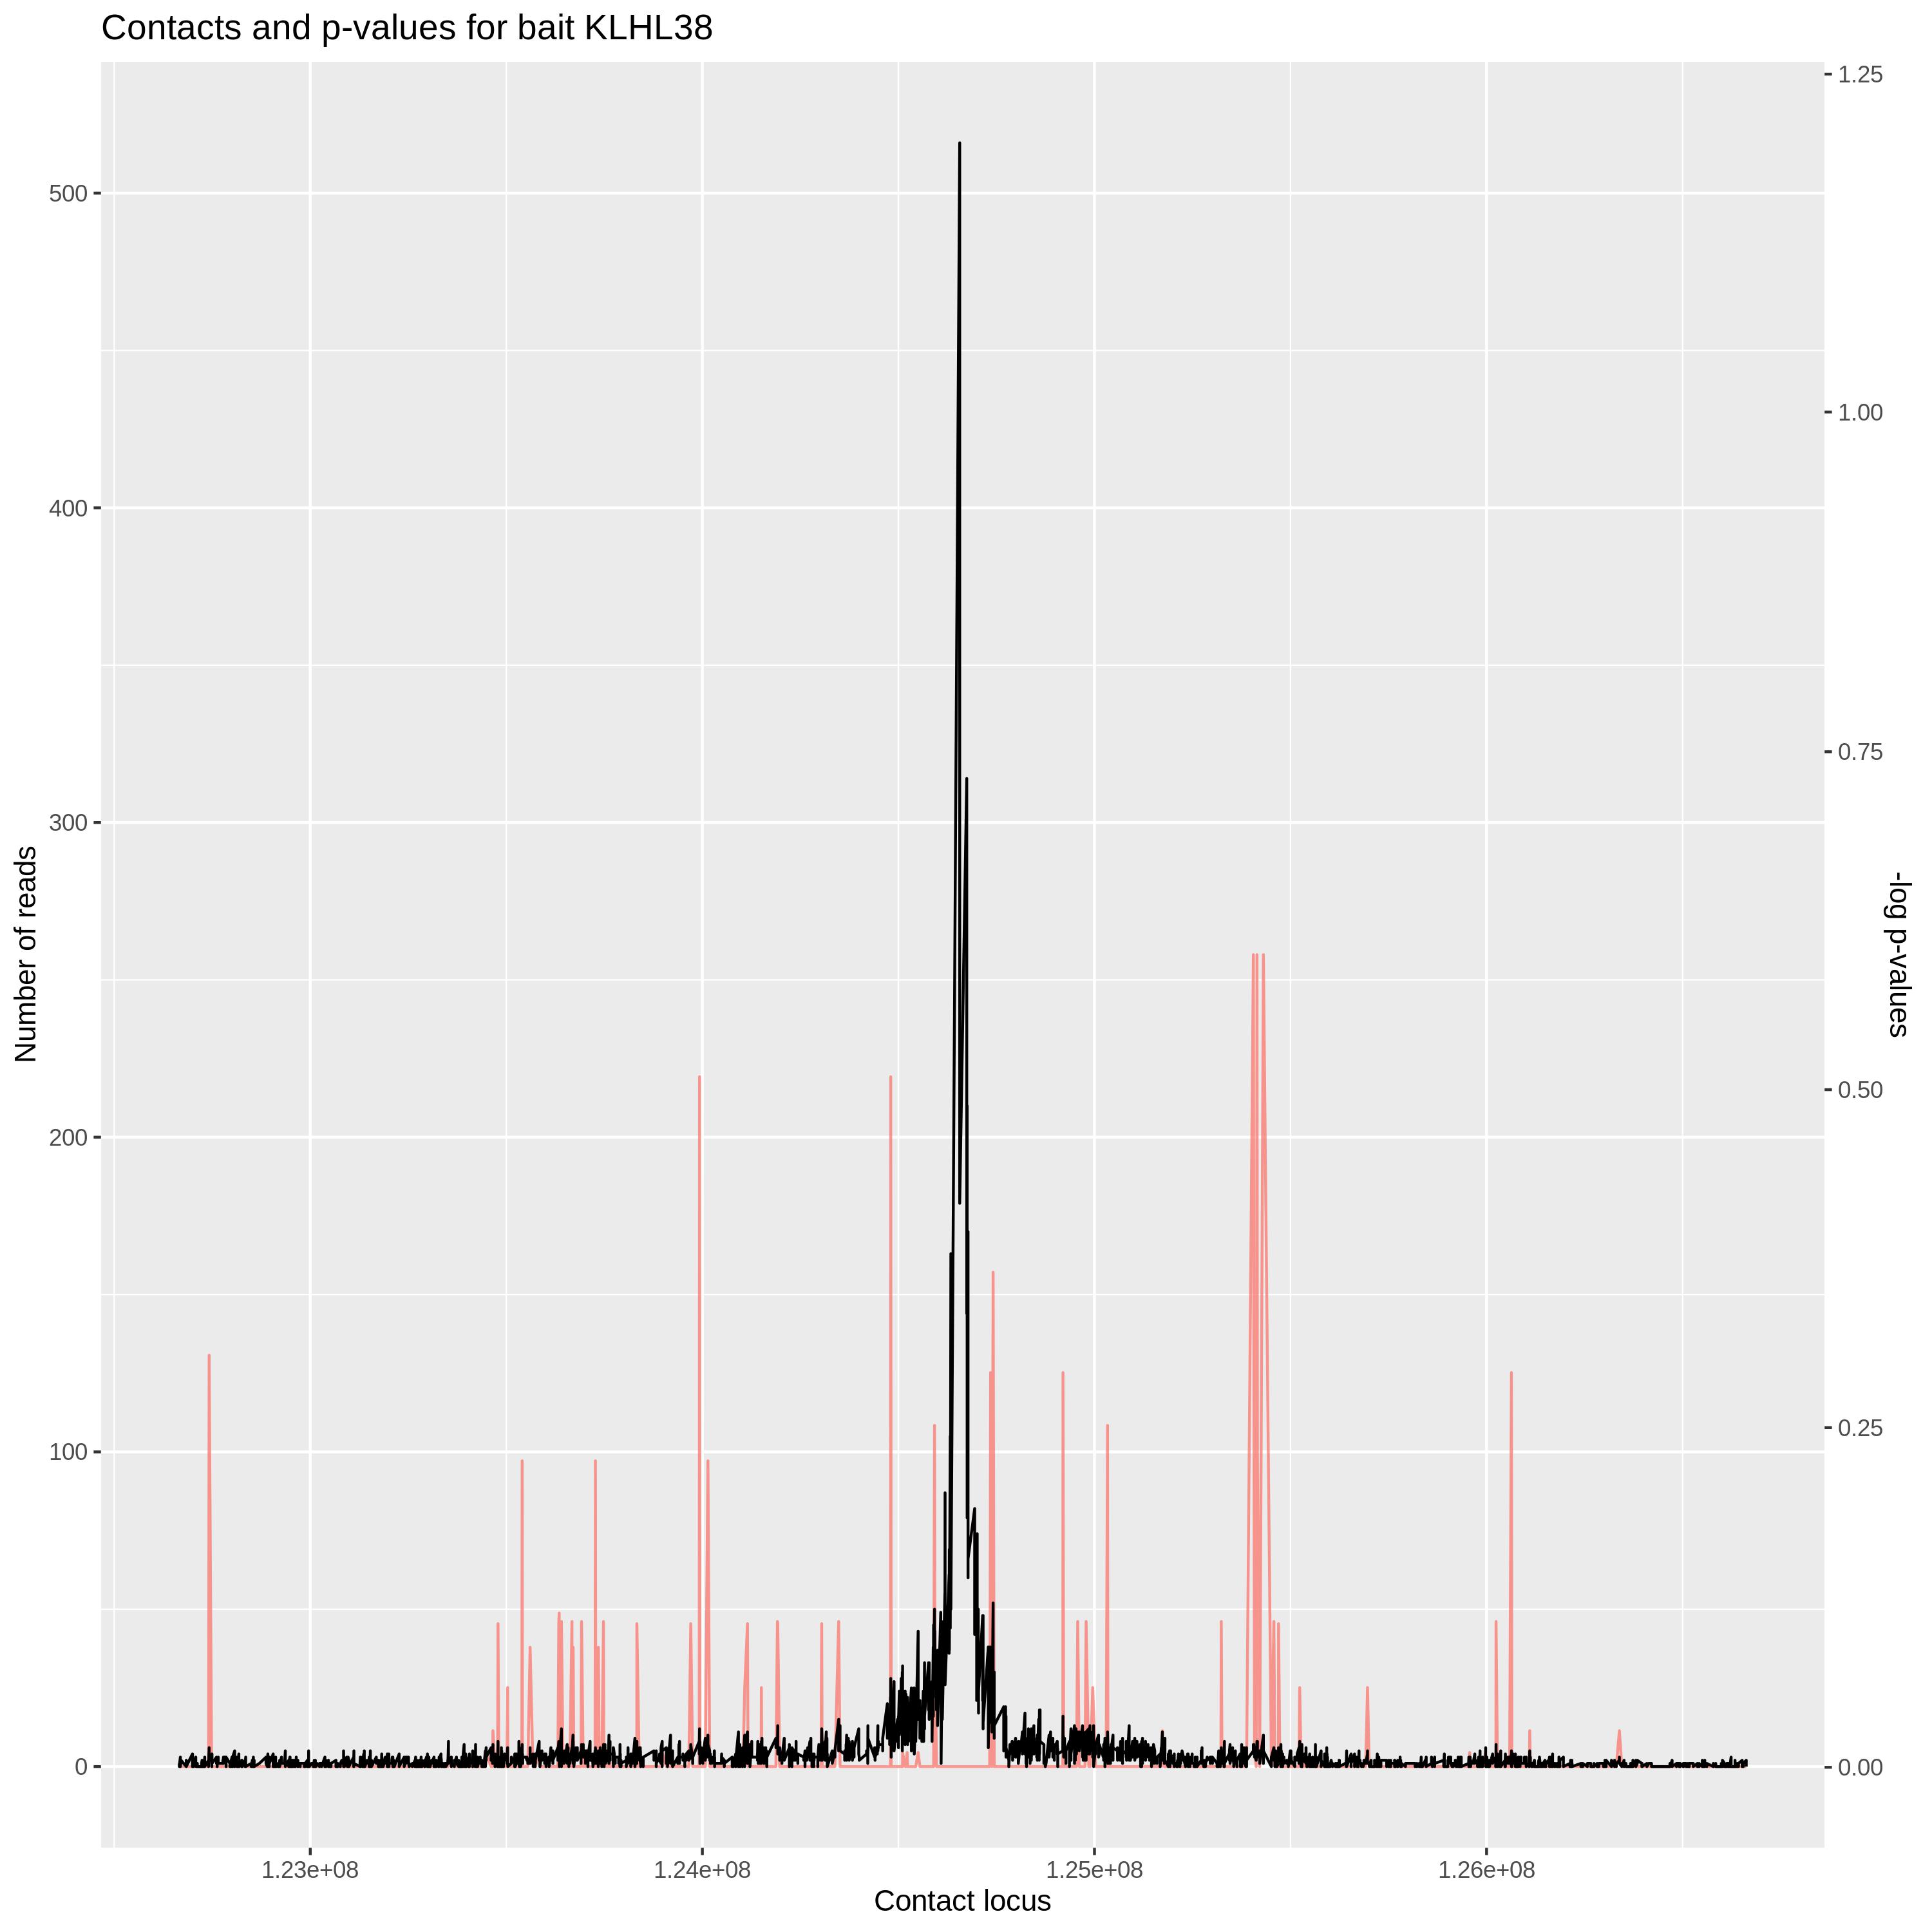 Contacts and p-values for bait KLHL38
Number of reads
500
400
300
200
100
0
1.25
1.00
0.75
0.50
0.25
0.00
-log p-values
1.23e+08
1.24e+08
1.25e+08
1.26e+08
Contact locus